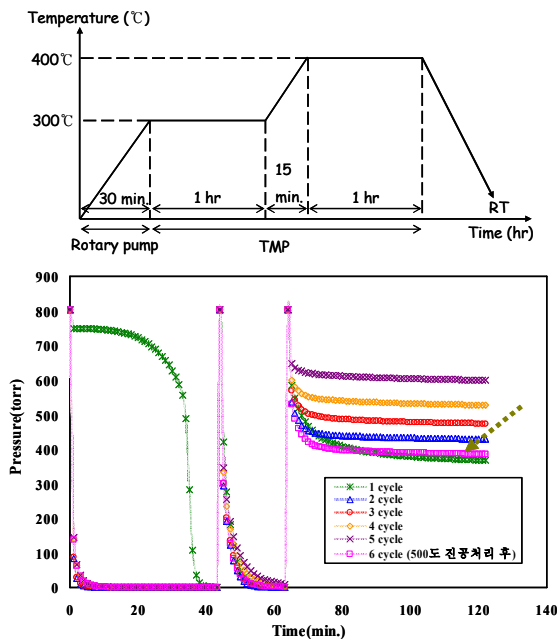 Temperature (℃)
400℃
300℃
15
min.
30 min.
1 hr
1 hr
RT
Time (hr)
Rotary pump
TMP
900
800
700
600
500
400
300
200
100
0
Pressure(torr)
1 cycle
2 cycle
3 cycle
4 cycle
5 cycle
6 cycle (500도 진공처리 후)
0 20 40 60 80 100 120 140
Time(min.)